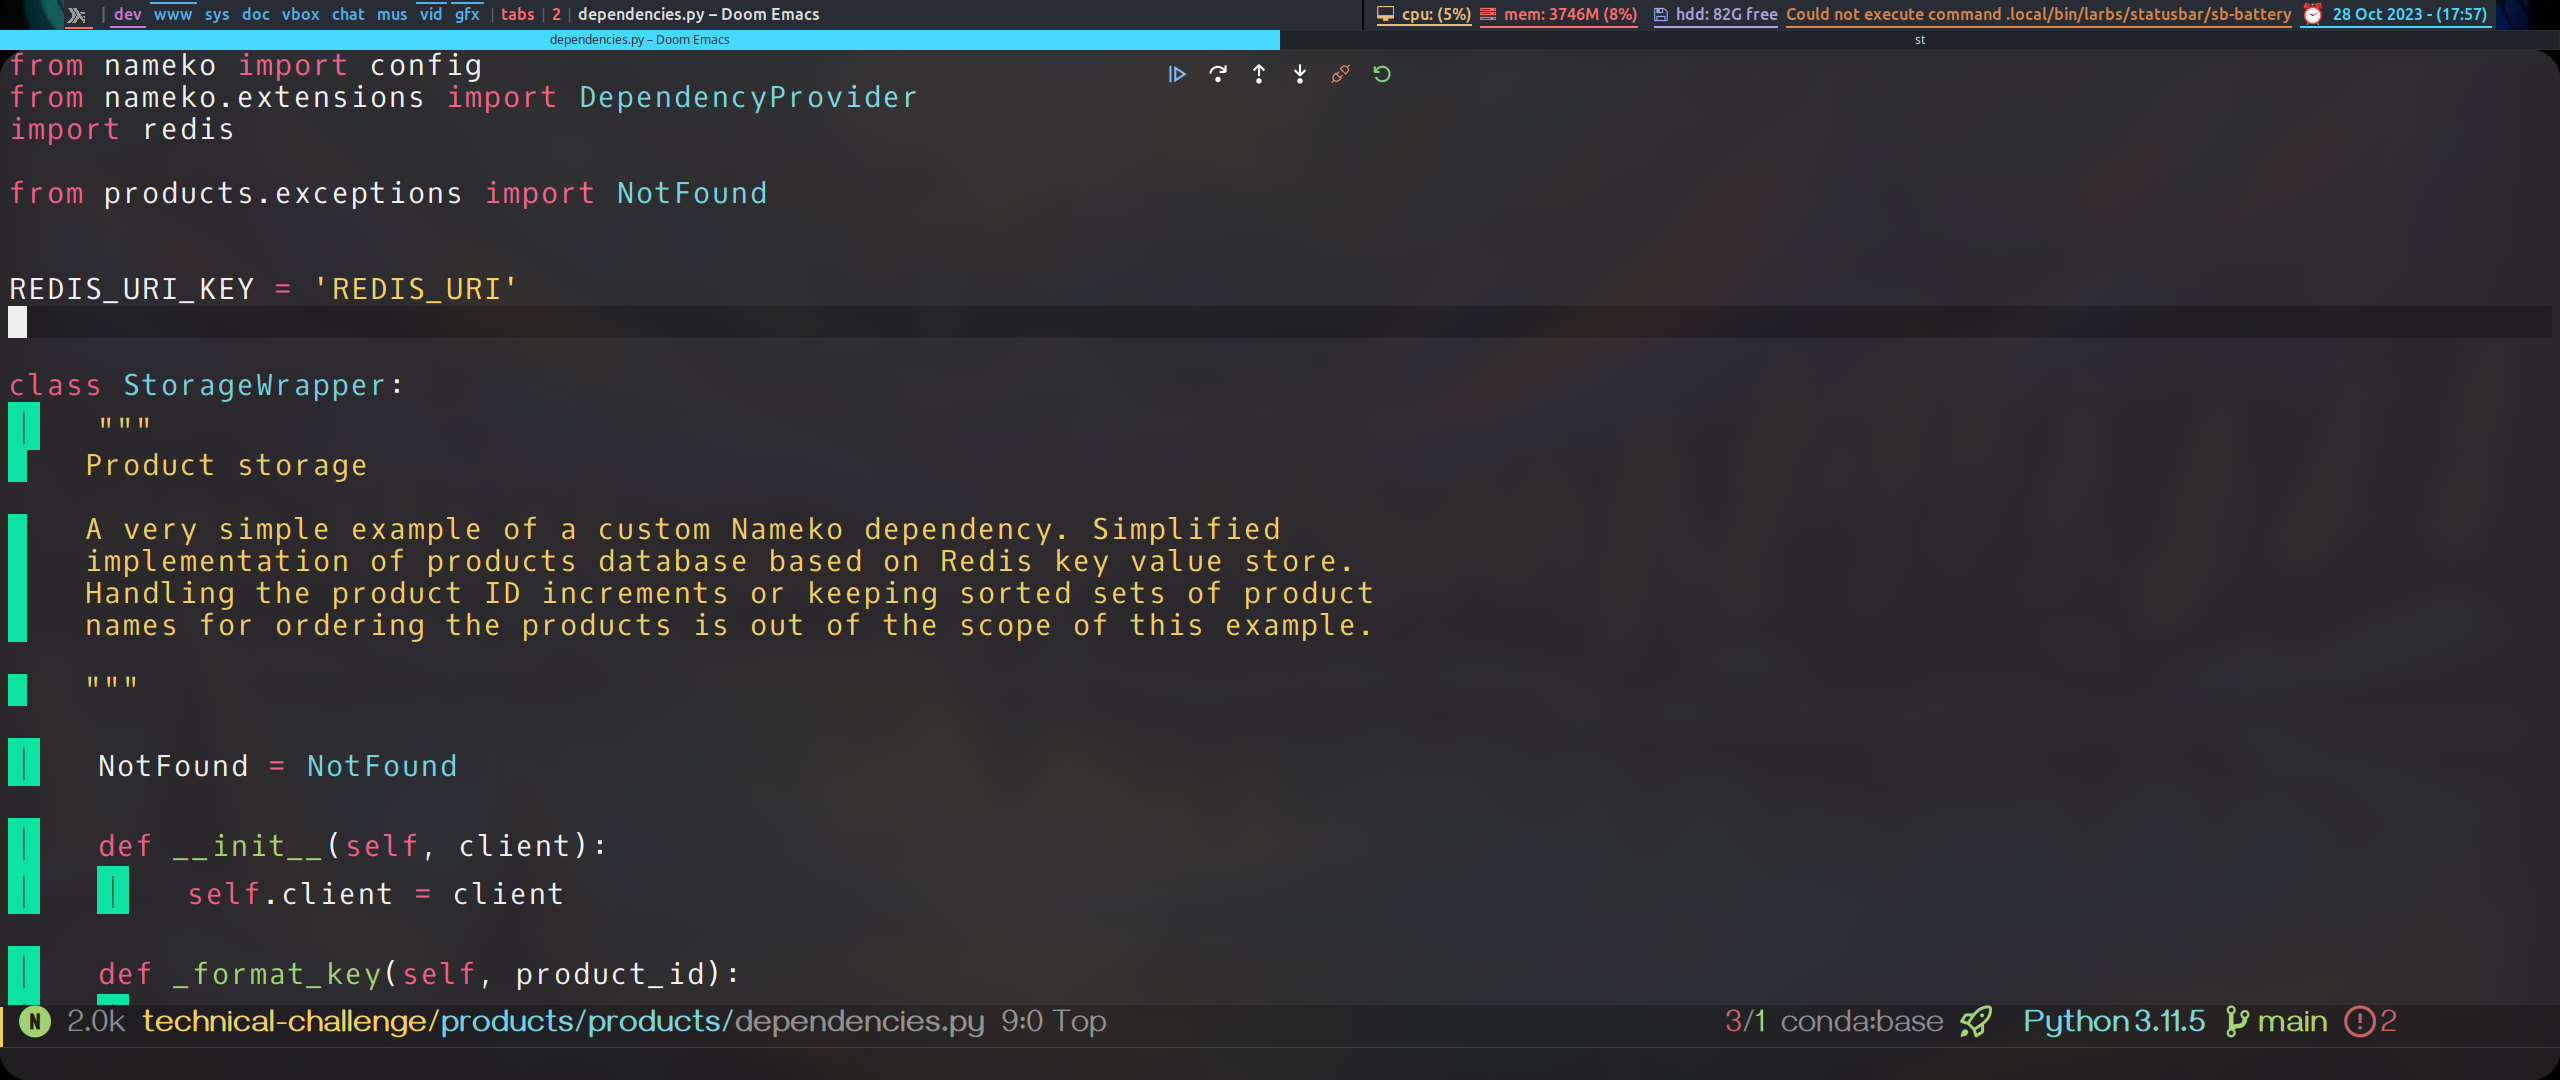 | dev www sys doc vbox chat mus vid gfx | tabs | 2 | dependencies.py – Doom Emacs
cpu: (5%) mem: 3746M (8%) hdd: 82G free Could not execute command .local/bin/larbs/statusbar/sb-battery 28 Oct 2023 - (17:57)
dependencies.py – Doom Emacs
st
from nameko import config
from nameko.extensions import DependencyProvider
import redis
from products.exceptions import NotFound
REDIS_URI_KEY = 'REDIS_URI'
class StorageWrapper:
"""
Product storage
A very simple example of a custom Nameko dependency. Simplified
implementation of products database based on Redis key value store.
Handling the product ID increments or keeping sorted sets of product
names for ordering the products is out of the scope of this example.
"""
NotFound = NotFound
def __init__(self, client):
self.client = client
def _format_key(self, product_id):
N 2.0k technical-challenge/products/products/dependencies.py 9:0 Top
3/1 conda:base Python 3.11.5 main 2